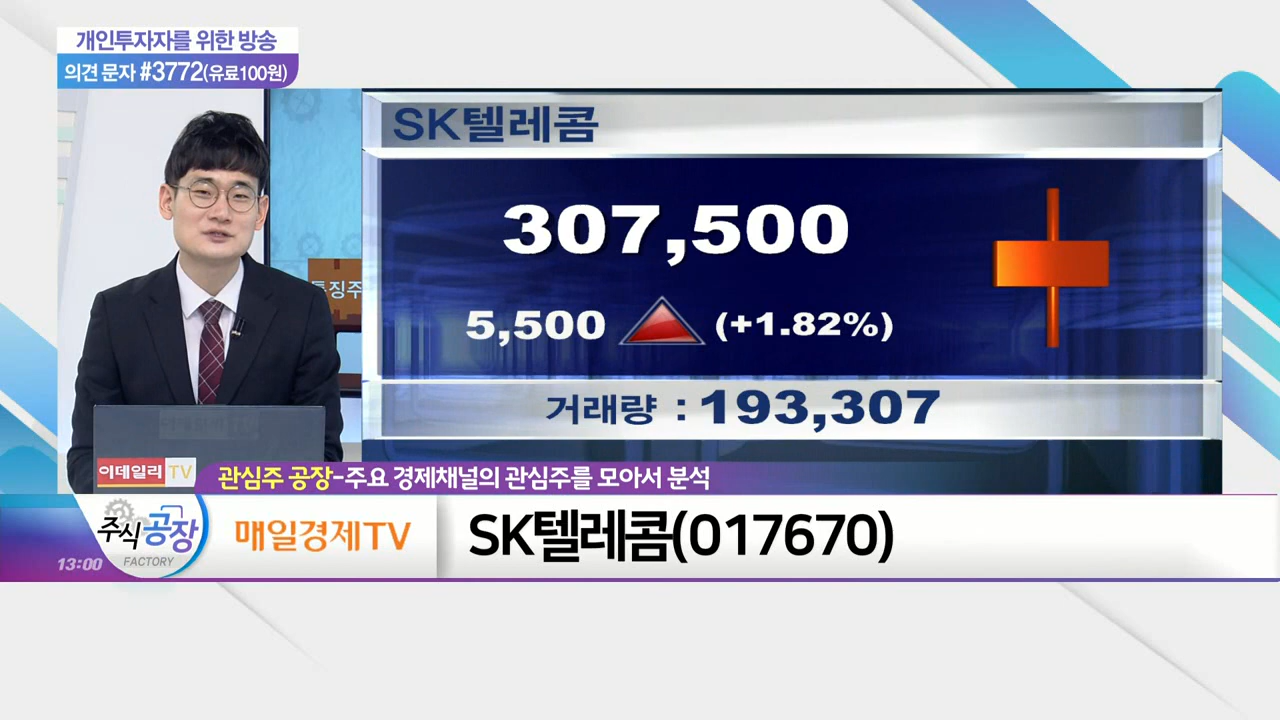 개인투자자를 위한 방송
의견 문자 #3772(유료100원)
SK텔레콤
307,500
5,500 (+1.82%)
거래량 : 193,307
특징주
이데일리 TV
관심주 공장-주요 경제채널의 관심주를 모아서 분석
주식공장
FACTORY
13:00
매일경제TV
SK텔레콤(017670)